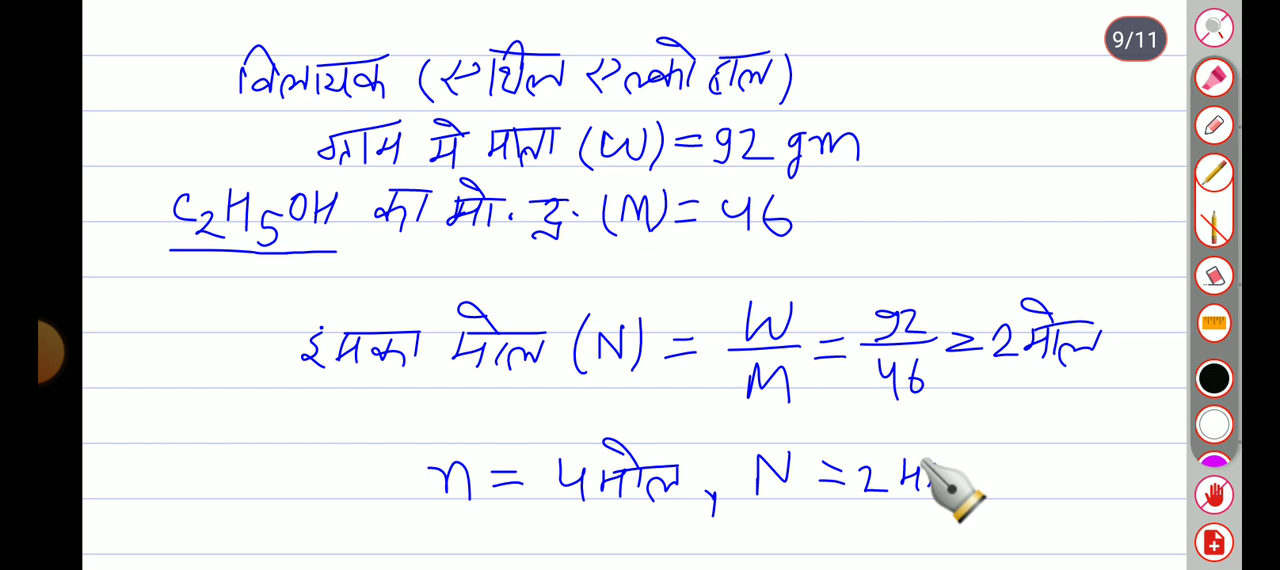 9/11
विलायक (एथिल एल्कोहाल)
ग्राम में मात्रा (W) = 92 gm
C2H5OH का मो. द्र. (M) = 46
इसका मोल (N) = W/M = 92/46 = 2 मोल
n = 4 मोल, N = 2 म